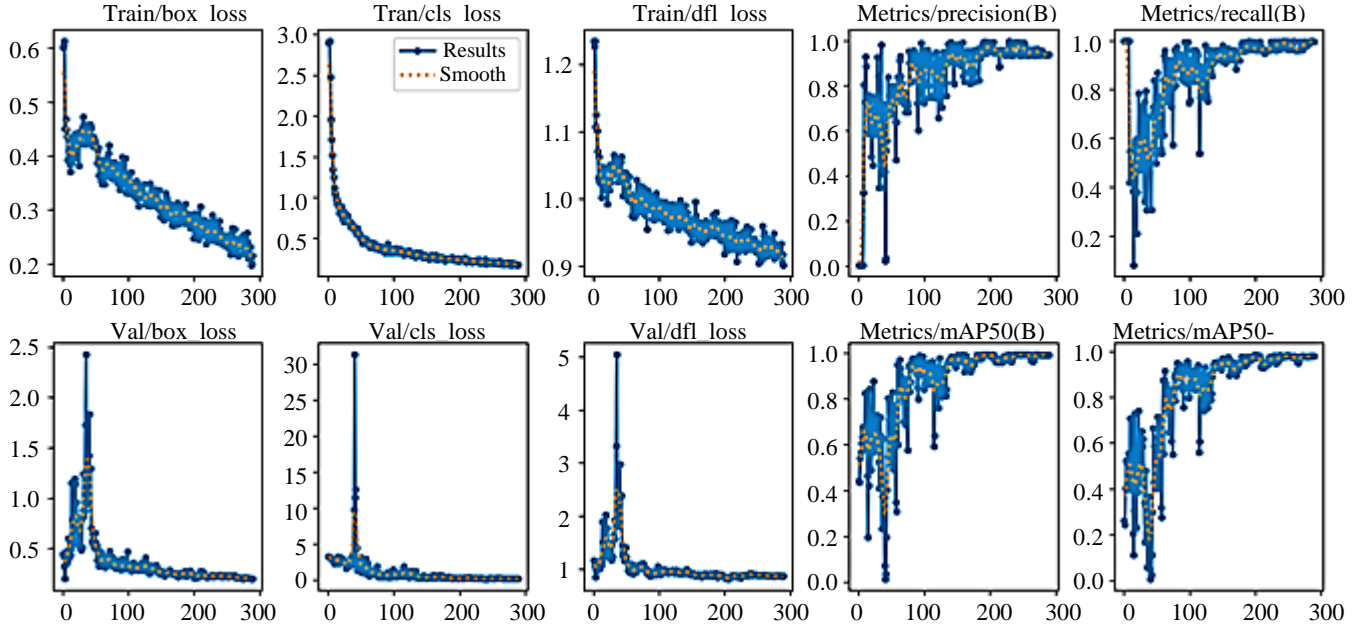 Train/box_loss
Tran/cls_loss
Train/dfl_loss
Metrics/precision(B)
Metrics/recall(B)
0.6
0.5
0.4
0.3
0.2
0 100 200 300
3.0
2.5
2.0
1.5
1.0
0.5
Results
Smooth
0 100 200 300
1.2
1.1
1.0
0.9
0 100 200 300
1.0
0.8
0.6
0.4
0.2
0.0
0 100 200 300
1.0
0.8
0.6
0.4
0.2
0 100 200 300
Val/box_loss
Val/cls_loss
Val/dfl_loss
Metrics/mAP50(B)
Metrics/mAP50-
2.5
2.0
1.5
1.0
0.5
0 100 200 300
30
25
20
15
10
5
0
0 100 200 300
5
4
3
2
1
0 100 200 300
1.0
0.8
0.6
0.4
0.2
0.0
0 100 200 300
1.0
0.8
0.6
0.4
0.2
0.0
0 100 200 300